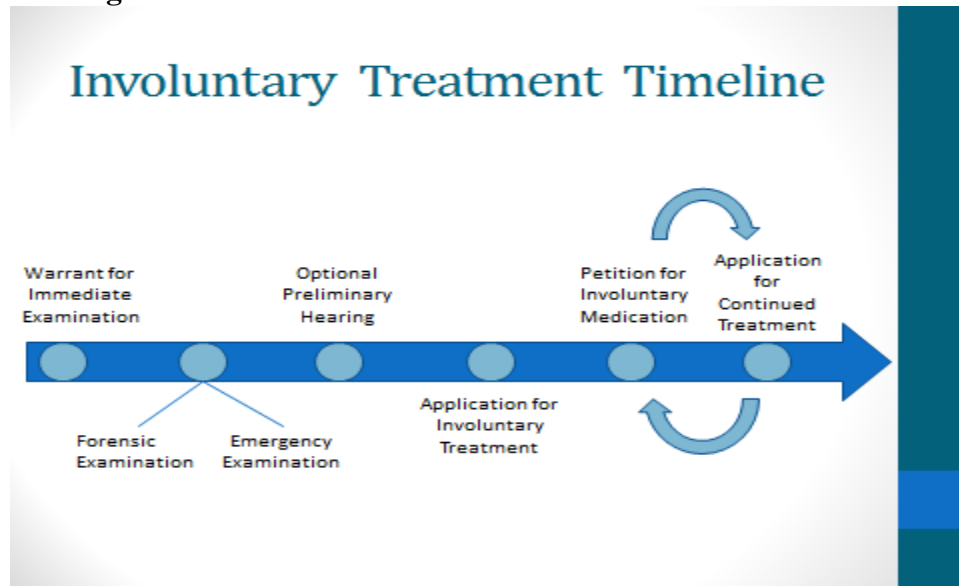 Involuntary Treatment Timeline
Warrant for
Immediate
Examination
Optional
Preliminary
Hearing
Petition for
Involuntary
Medication
Application
for
Continued
Treatment
Forensic
Examination
Emergency
Examination
Application for
Involuntary
Treatment